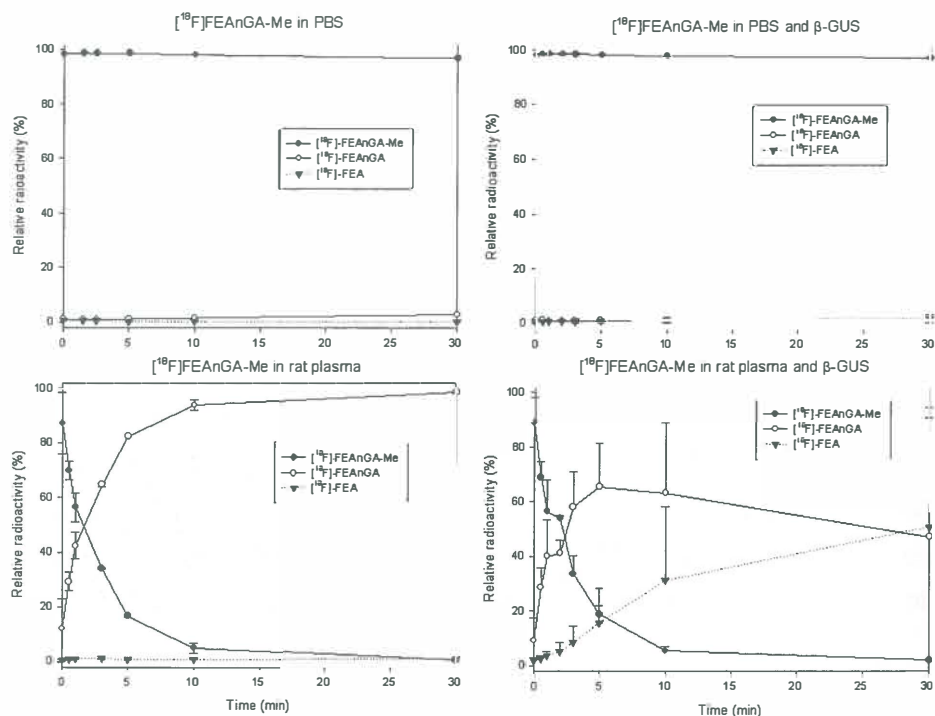 [¹⁸F]FEAnGA-Me in PBS
Relative raioactivity (%)
100
80
60
40
20
0
[¹⁸F]-FEAnGA-Me
[¹⁸F]-FEAnGA
[¹⁸F]-FEA
0 5 10 15 20 25 30
[¹⁸F]FEAnGA-Me in PBS and β-GUS
Relative radioactivity (%)
100
80
60
40
20
0
[¹⁸F]-FEAnGA-Me
[¹⁸F]-FEAnGA
[¹⁸F]-FEA
0 5 10 15 20 25 30
[¹⁸F]FEAnGA-Me in rat plasma
Relative radioactivity (%)
100
80
60
40
20
0
[¹⁸F]-FEAnGA-Me
[¹⁸F]-FEAnGA
[¹⁸F]-FEA
0 5 10 15 20 25 30
Time (min)
[¹⁸F]FEAnGA-Me in rat plasma and β-GUS
Relative radioactivity (%)
100
80
60
40
20
0
[¹⁸F]-FEAnGA-Me
[¹⁸F]-FEAnGA
[¹⁸F]-FEA
0 5 10 15 20 25 30
Time (min)